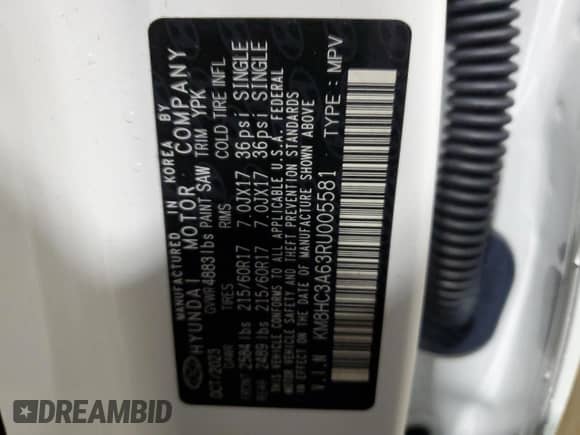 MANUFACTURED IN KOREA BY
HYUNDAI MOTOR COMPANY
OCT/2023 GVWR 4883lbs PAINT SAW TRIM YPK
GAWR TIRES RIMS COLD TIRE INFL
FRONT 2584lbs 215/60R17 7.0JX17 36psi SINGLE
REAR 2489lbs 215/60R17 7.0JX17 36psi SINGLE
THIS VEHICLE CONFORMS TO ALL APPLICABLE U.S.A. FEDERAL
MOTOR VEHICLE SAFETY AND THEFT PREVENTION STANDARDS
IN EFFECT ON THE DATE OF MANUFACTURE SHOWN ABOVE
V.I.N KM8HC3A63RU005581 TYPE : MPV
DREAMBID